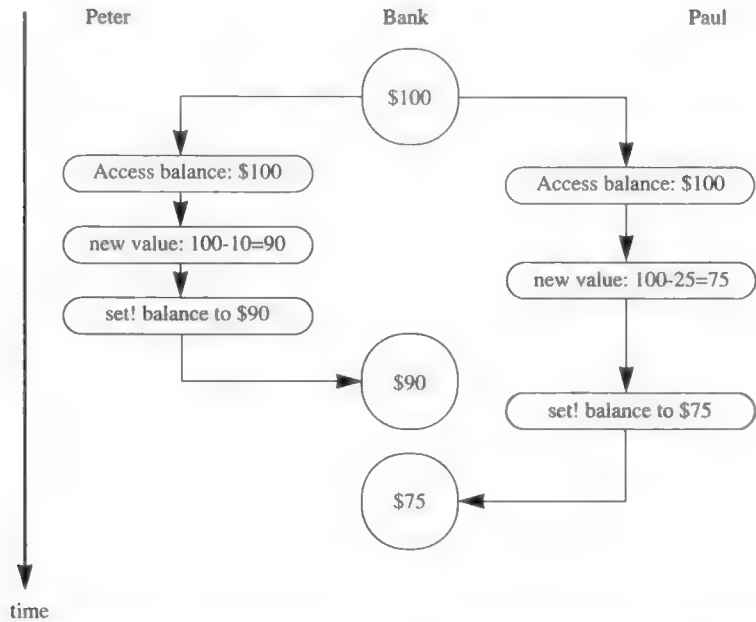 Peter
Bank
Paul
$100
Access balance: $100
Access balance: $100
new value: 100-10=90
new value: 100-25=75
set! balance to $90
$90
set! balance to $75
$75
time